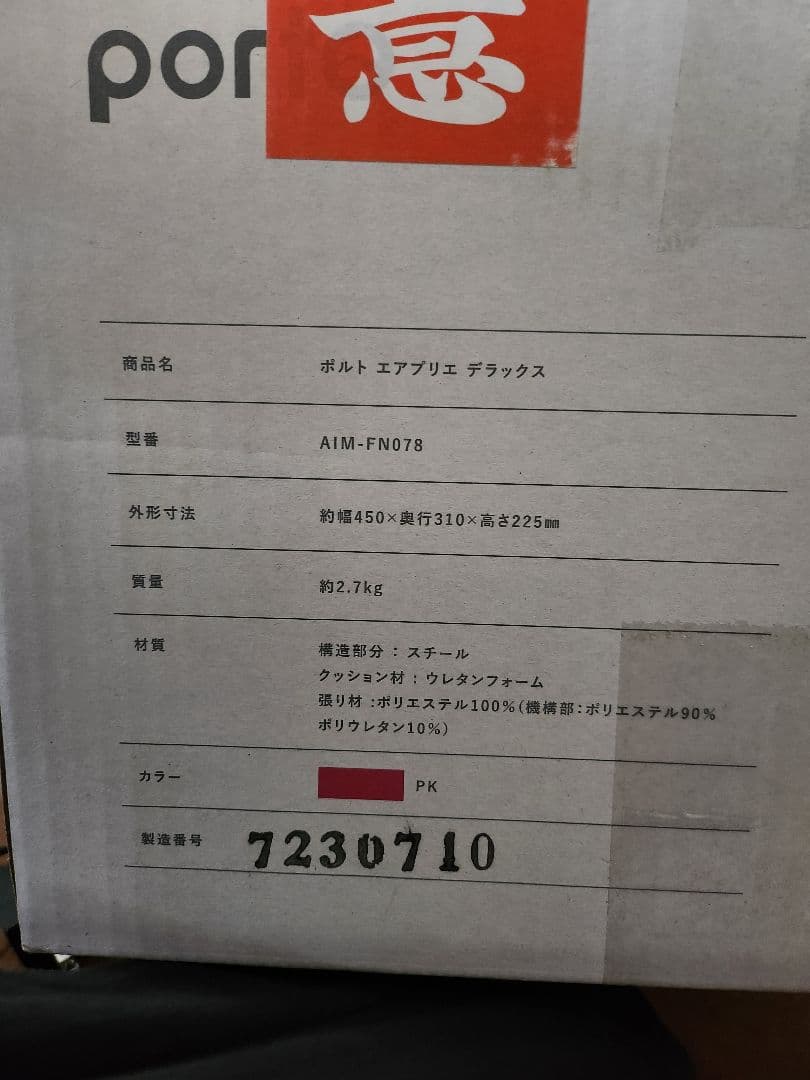 por
意
商品名 ポルト エアプリエ デラックス
型番 AIM-FN078
外形寸法 約幅450×奥行310×高さ225㎜
質量 約2.7kg
材質 構造部分 : スチール
クッション材 : ウレタンフォーム
張り材 :ポリエステル100%(機構部:ポリエステル90%
ポリウレタン10%)
カラー PK
製造番号 7230710